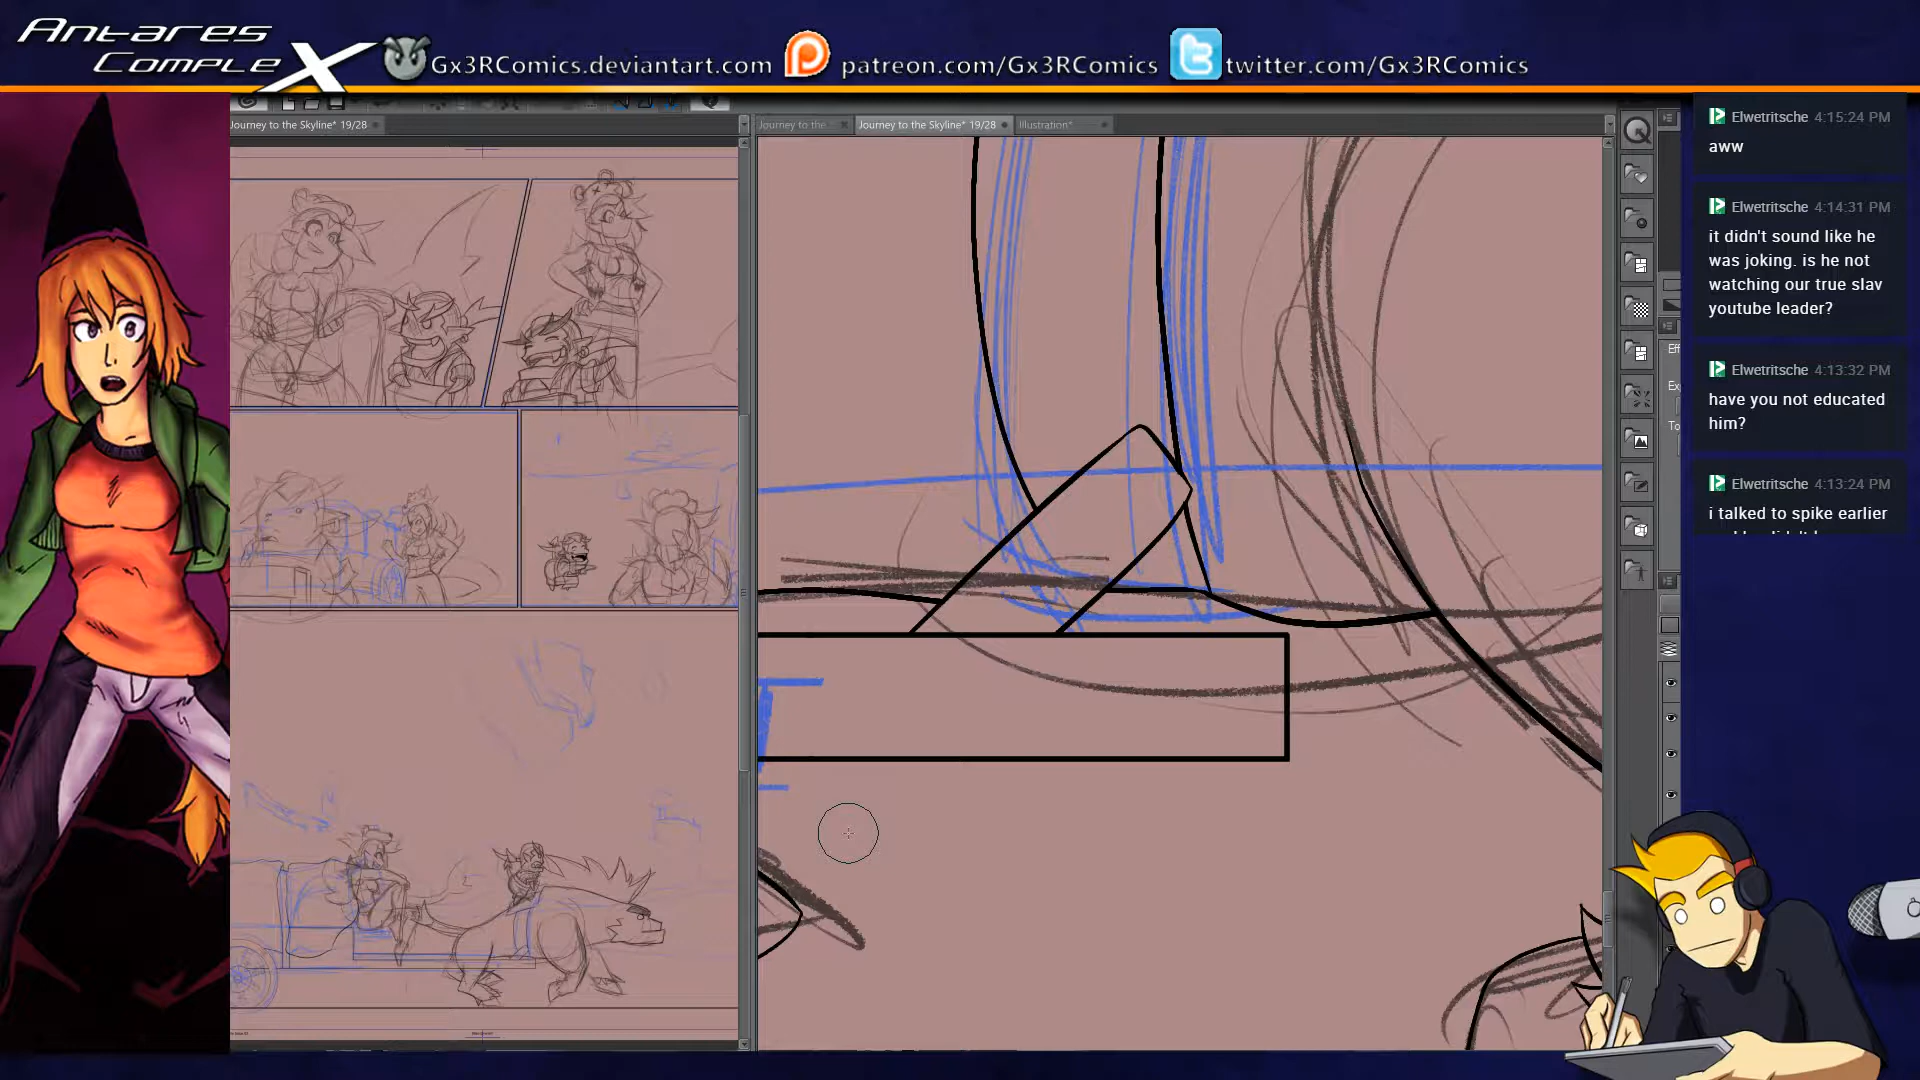 Antares
Complex
Gx3RComics.deviantart.com
patreon.com/Gx3RComics
twitter.com/Gx3RComics
Journey to the Skyline* 19/28
Journey to the
Journey to the Skyline* 19/28
Illustration*
Elwetritsche 4:15:24 PM
aww
Elwetritsche 4:14:31 PM
it didn't sound like he
was joking. is he not
watching our true slav
youtube leader?
Elwetritsche 4:13:32 PM
have you not educated
him?
Elwetritsche 4:13:24 PM
i talked to spike earlier